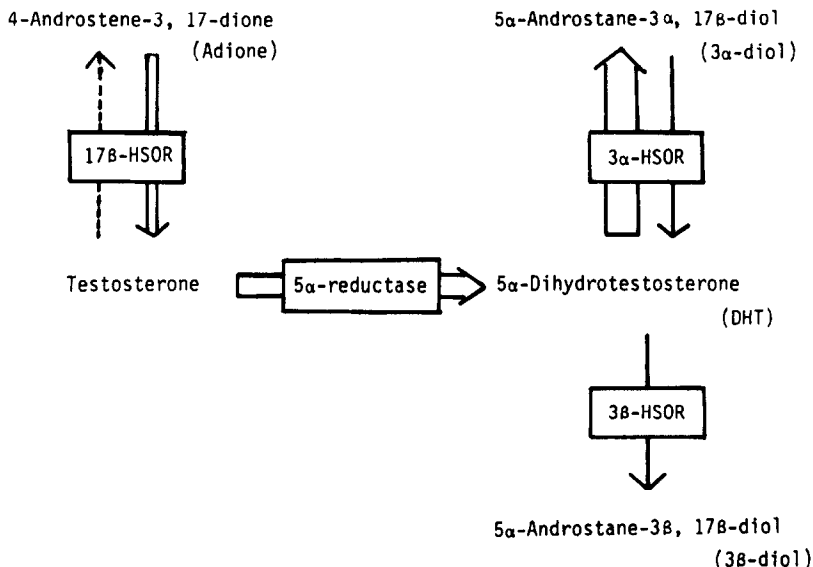 4-Androstene-3, 17-dione
(Adione)
5α-Androstane-3α, 17β-diol
(3α-diol)
17β-HSOR
3α-HSOR
Testosterone
5α-reductase
5α-Dihydrotestosterone
(DHT)
3β-HSOR
5α-Androstane-3β, 17β-diol
(3β-diol)